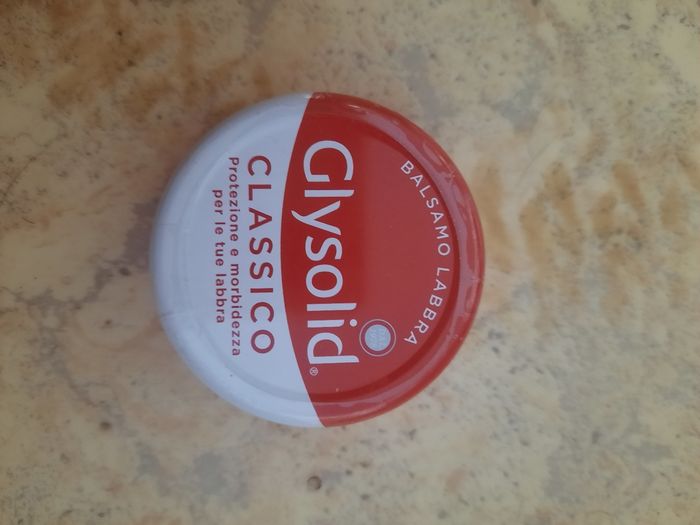 BALSAMO LABBRA
Glysolid®
CLASSICO
Protezione e morbidezza
per le tue labbra